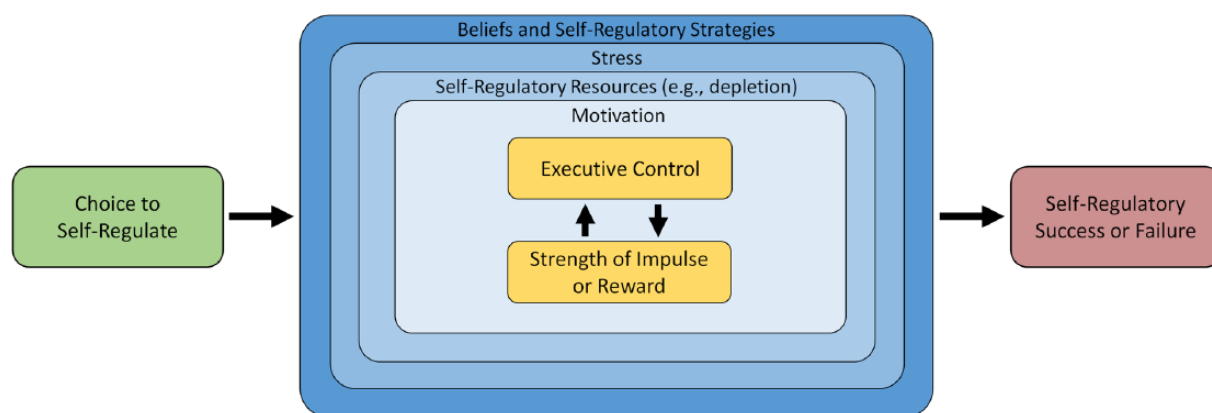 Beliefs and Self-Regulatory Strategies
Stress
Self-Regulatory Resources (e.g., depletion)
Motivation
Executive Control
Choice to
Self-Regulate
Strength of Impulse
or Reward
Self-Regulatory
Success or Failure